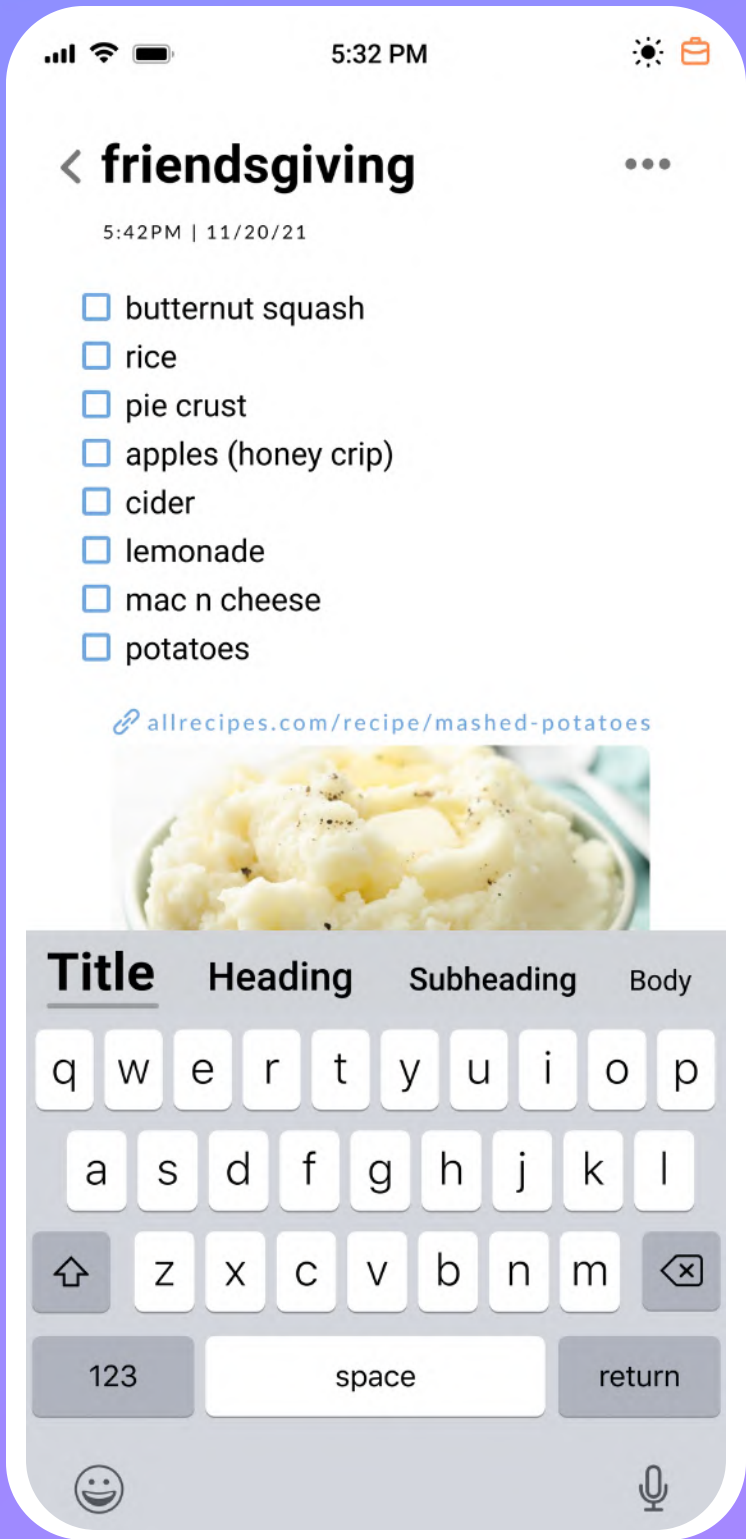 5:32 PM
friendsgiving
5:42PM | 11/20/21
butternut squash
rice
pie crust
apples (honey crip)
cider
lemonade
mac n cheese
potatoes
allrecipes.com/recipe/mashed-potatoes
Title Heading Subheading Body
q w e r t y u i o p
a s d f g h j k l
z x c v b n m
123 space return